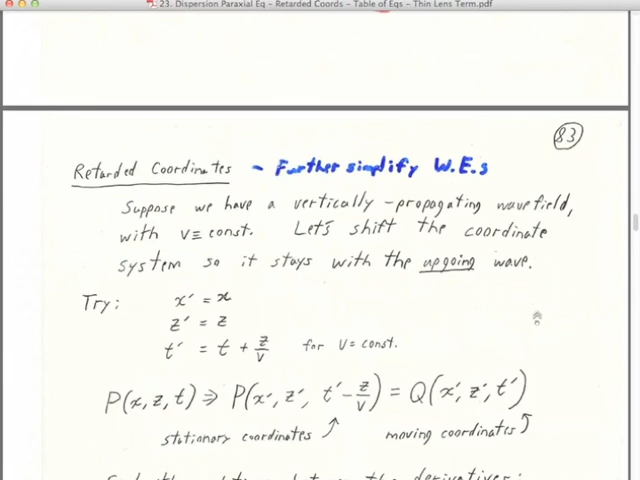 23. Dispersion Paraxial Eq - Retarded Coords - Table of Eqs - Thin Lens Term.pdf
83
Retarded Coordinates - Further simplify W.E.s
Suppose we have a vertically-propagating wavefield,
with v ≡ const. Let's shift the coordinate
system so it stays with the upgoing wave.
Try: x' = x
z' = z
t' = t + z/v for v = const.
P(x, z, t) ⇒ P(x', z', t' - z/v) = Q(x', z', t')
stationary coordinates ↗ moving coordinates ↗